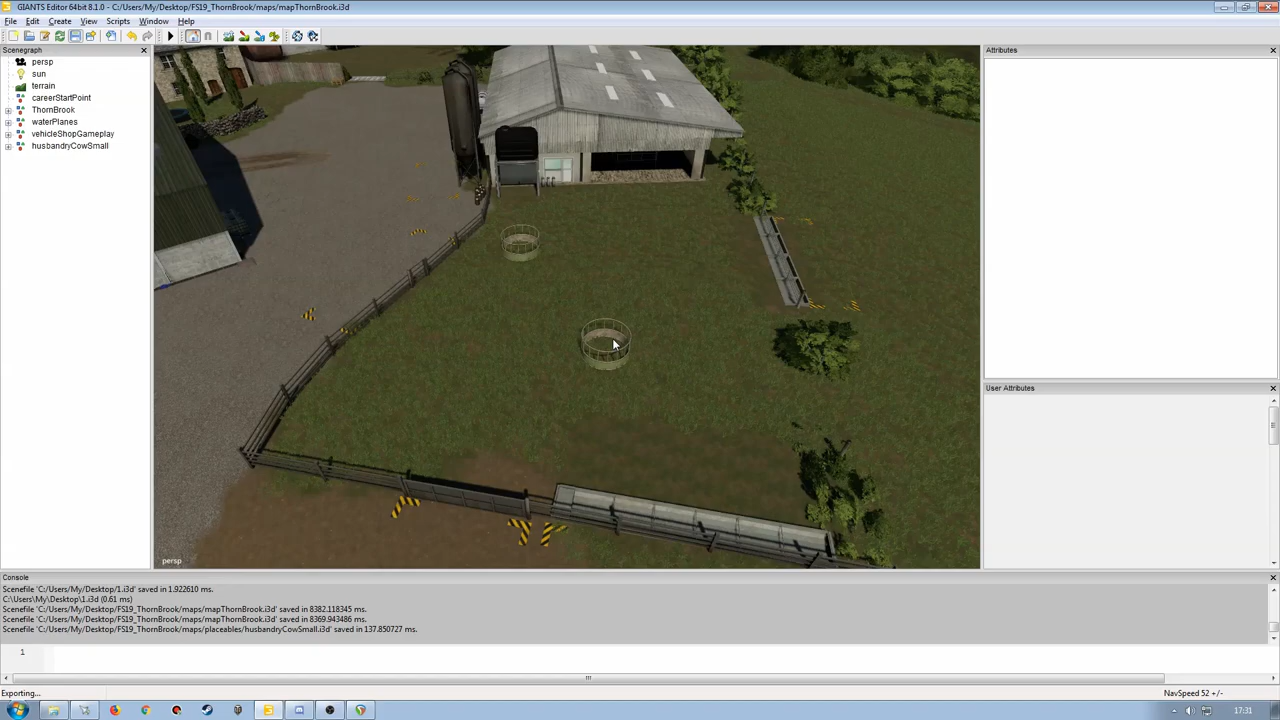 GIANTS Editor 64bit 8.1.0 - C:/Users/My/Desktop/FS19_ThornBrook/maps/mapThornBrook.i3d
File Edit Create View Scripts Window Help
Scenegraph
persp
sun
terrain
careerStartPoint
ThornBrook
waterPlanes
vehicleShopGameplay
husbandryCowSmall
persp
Attributes
User Attributes
Console
Scenefile 'C:/Users/My/Desktop/1.i3d' saved in 1.922610 ms.
C:\Users\My\Desktop\1.i3d (0.61 ms)
Scenefile 'C:/Users/My/Desktop/FS19_ThornBrook/maps/mapThornBrook.i3d' saved in 8382.118345 ms.
Scenefile 'C:/Users/My/Desktop/FS19_ThornBrook/maps/mapThornBrook.i3d' saved in 8369.943486 ms.
Scenefile 'C:/Users/My/Desktop/FS19_ThornBrook/maps/placeables/husbandryCowSmall.i3d' saved in 137.850727 ms.
1
Exporting...
NavSpeed 52 +/-
17:31